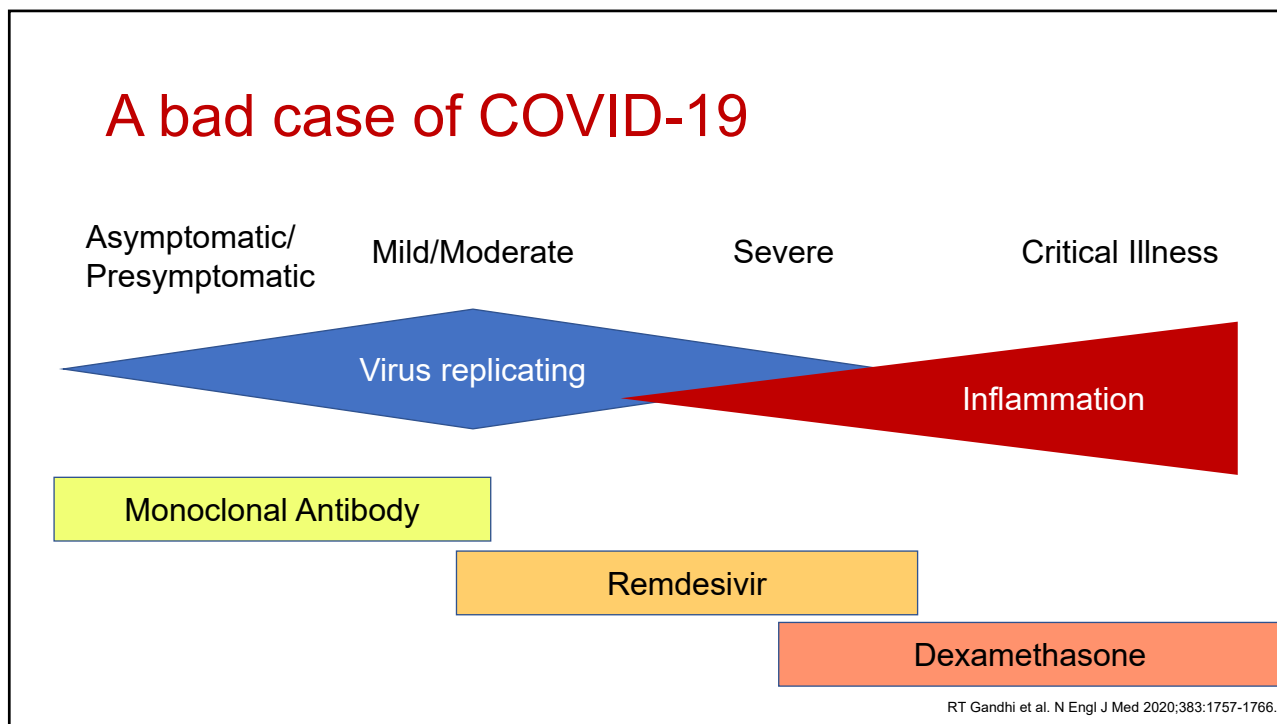 A bad case of COVID-19
Asymptomatic/
Presymptomatic
Mild/Moderate
Severe
Critical Illness
Virus replicating
Inflammation
Monoclonal Antibody
Remdesivir
Dexamethasone
RT Gandhi et al. N Engl J Med 2020;383:1757-1766.